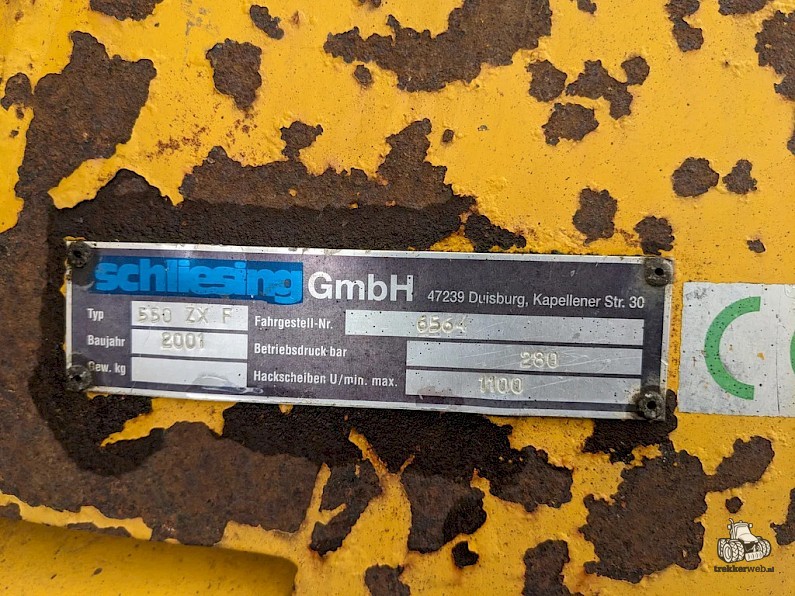 schliesing GmbH 47239 Duisburg, Kapellener Str. 30
Typ 550 ZX F Fahrgestell-Nr. 6564
Baujahr 2001 Betriebsdruck bar 280
Gew. kg Hackscheiben U/min. max. 1100
C
trekkerweb.nl